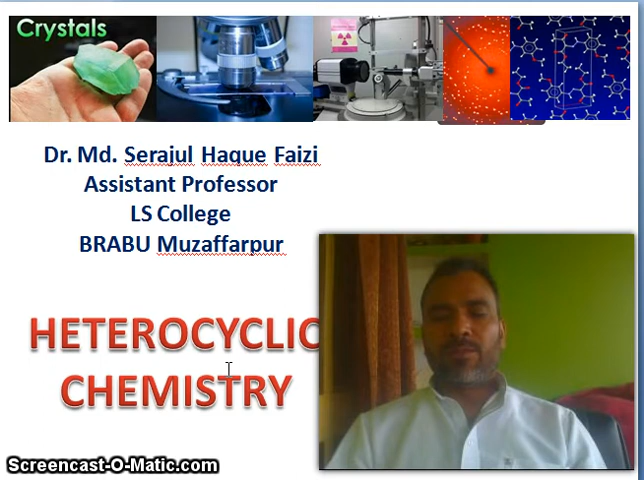 Crystals
Dr. Md. Serajul Haque Faizi
Assistant Professor
LS College
BRABU Muzaffarpur
HETEROCYCLIC
CHEMISTRY
Screencast-O-Matic.com